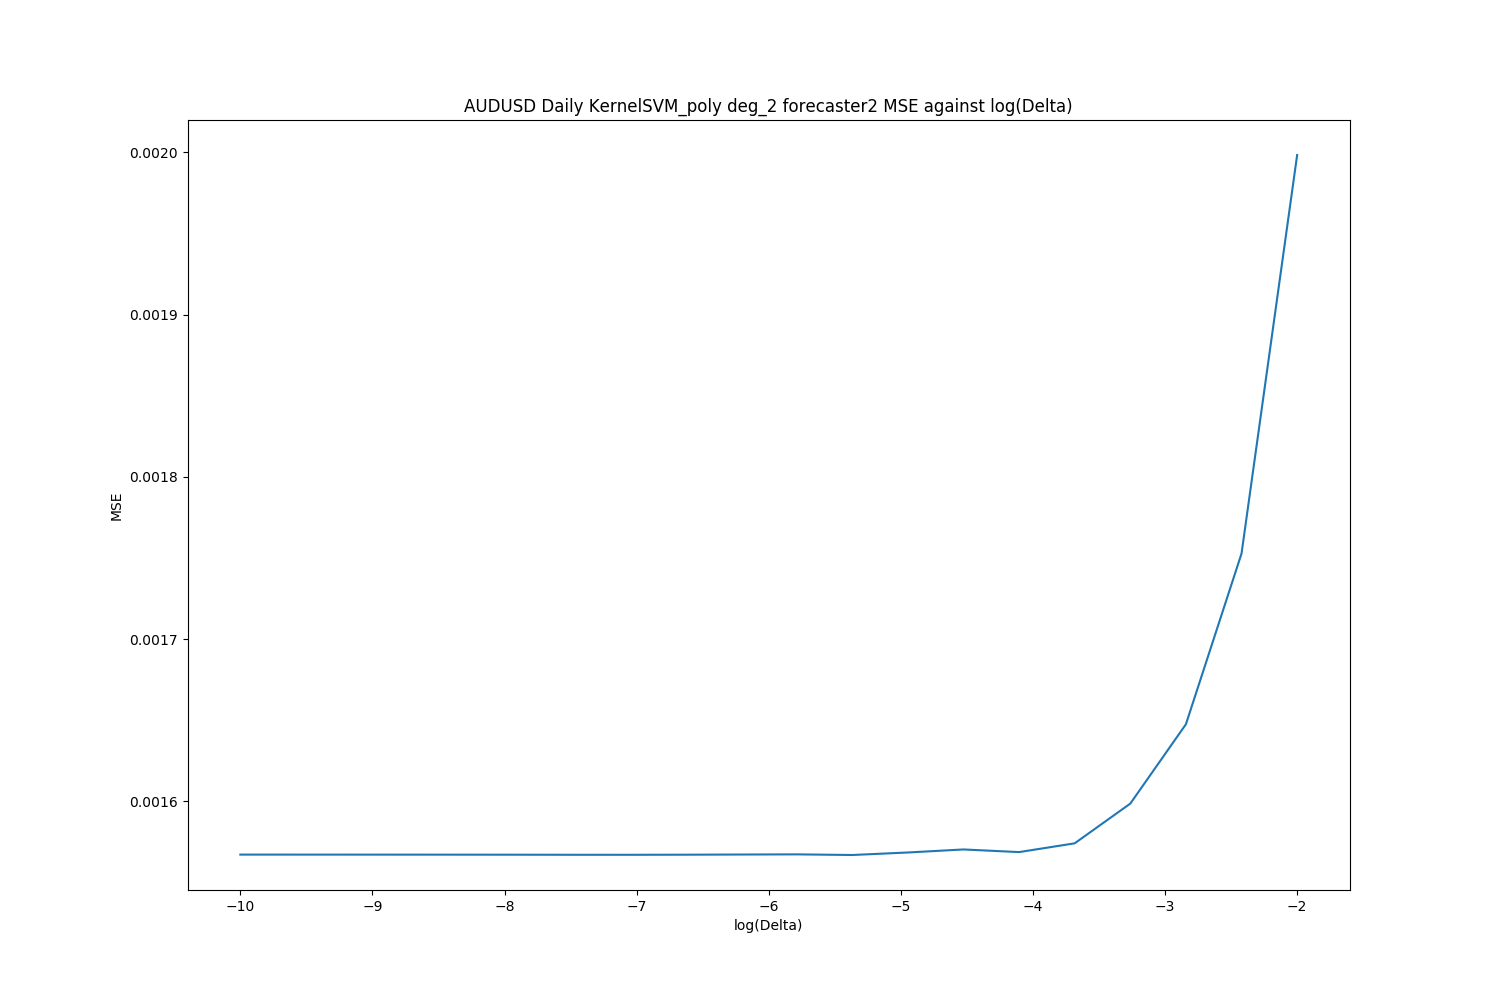 AUDUSD Daily KernelSVM_poly deg_2 forecaster2 MSE against log(Delta)
0.0020
0.0019
0.0018
MSE
0.0017
0.0016
−10 −9 −8 −7 −6 −5 −4 −3 −2
log(Delta)